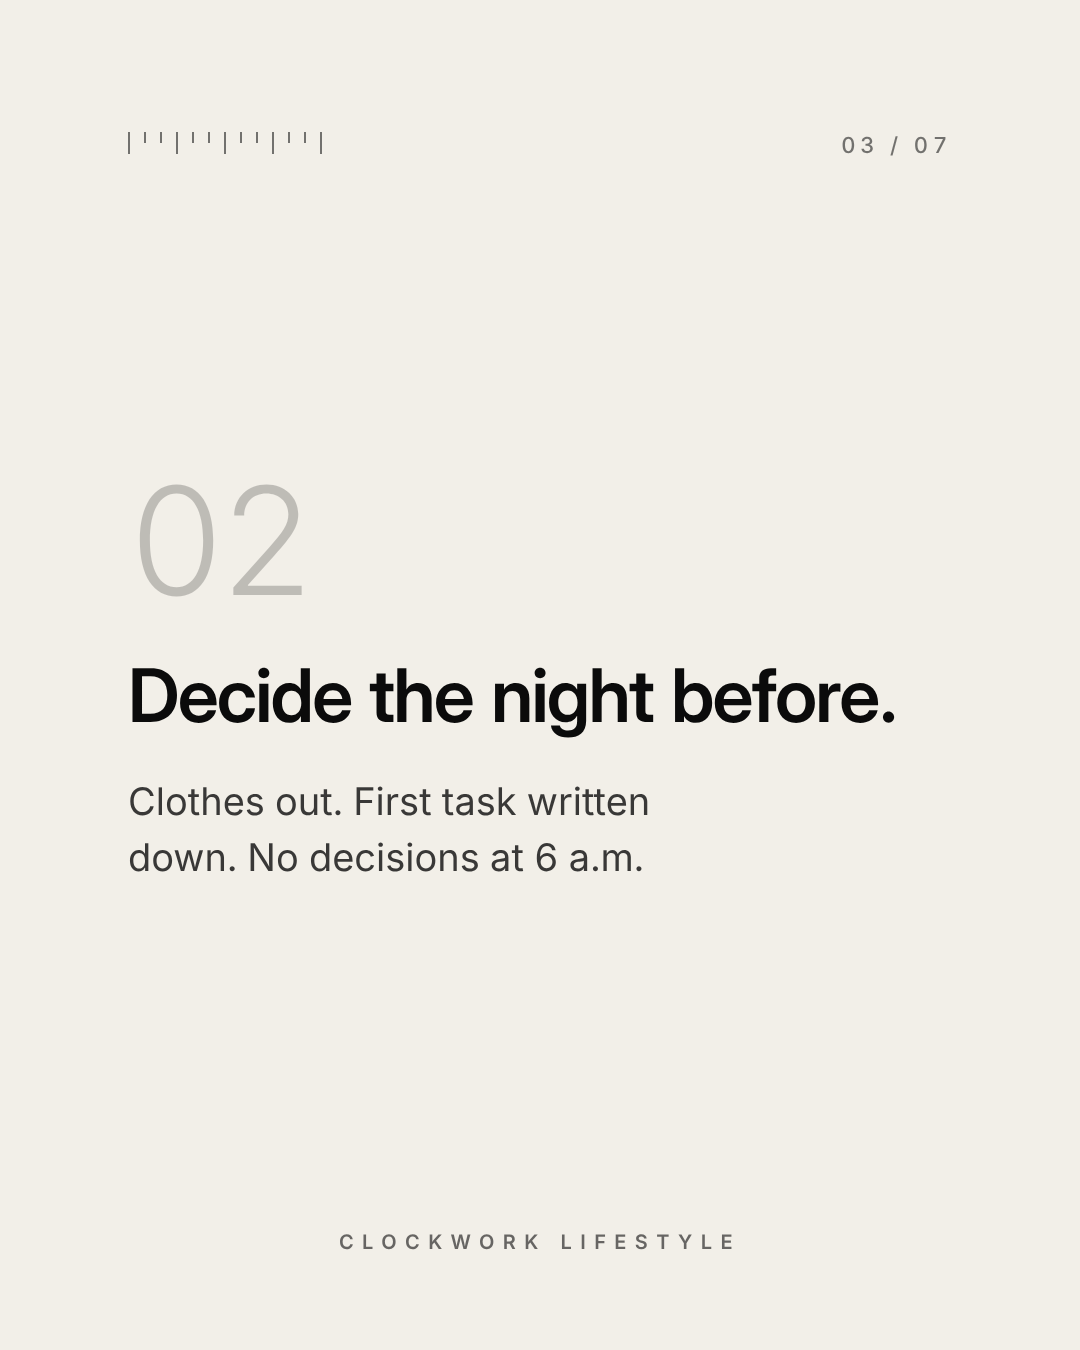 03 / 07
02
Decide the night before.
Clothes out. First task written
down. No decisions at 6 a.m.
CLOCKWORK LIFESTYLE